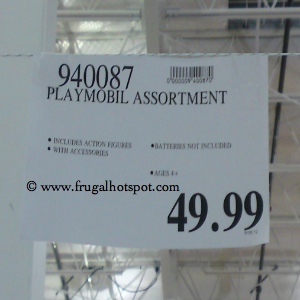 940087
PLAYMOBIL ASSORTMENT
• INCLUDES ACTION FIGURES
• WITH ACCESSORIES
• BATTERIES NOT INCLUDED
• AGES 4+
© www.frugalhotspot.com
49.99